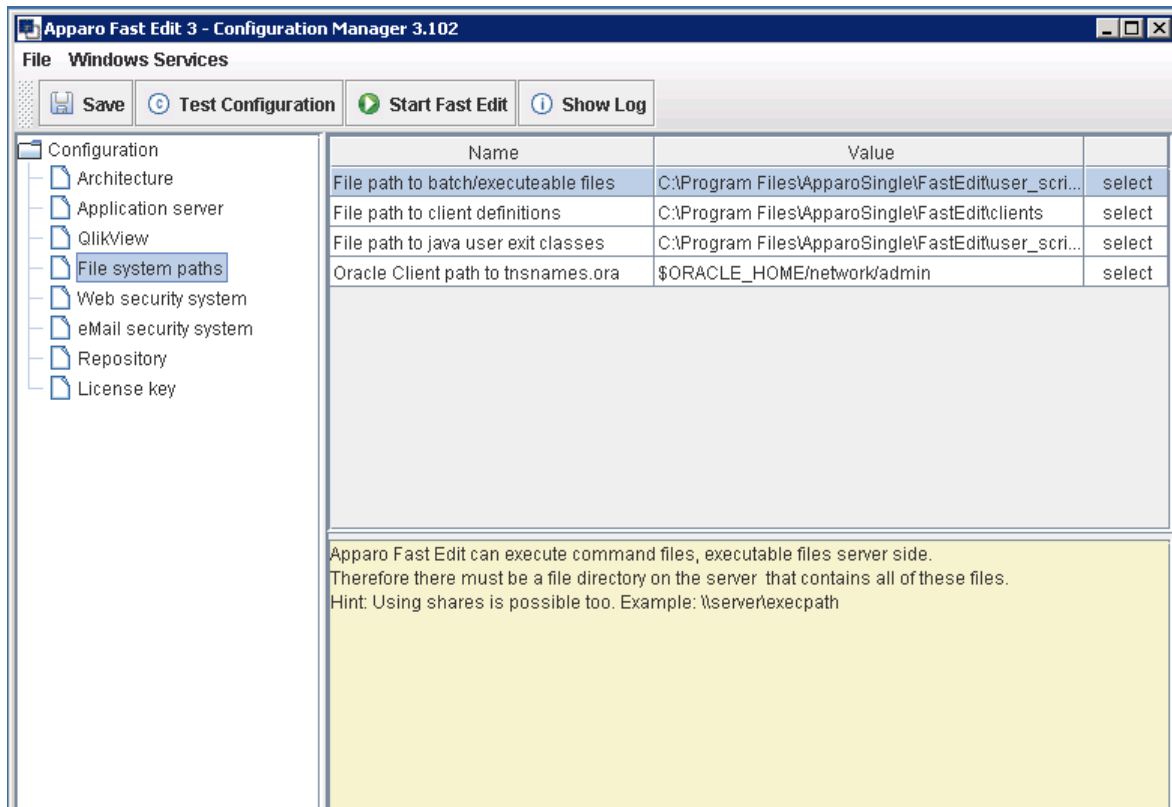 Apparo Fast Edit 3 - Configuration Manager 3.102
File Windows Services
Save Test Configuration Start Fast Edit Show Log
Configuration
Architecture
Application server
QlikView
File system paths
Web security system
eMail security system
Repository
License key
Name Value
File path to batch/executeable files C:\Program Files\ApparoSingle\FastEdit\user_scri... select
File path to client definitions C:\Program Files\ApparoSingle\FastEdit\clients select
File path to java user exit classes C:\Program Files\ApparoSingle\FastEdit\user_scri... select
Oracle Client path to tnsnames.ora $ORACLE_HOME/network/admin select
Apparo Fast Edit can execute command files, executable files server side.
Therefore there must be a file directory on the server that contains all of these files.
Hint: Using shares is possible too. Example: \\server\execpath